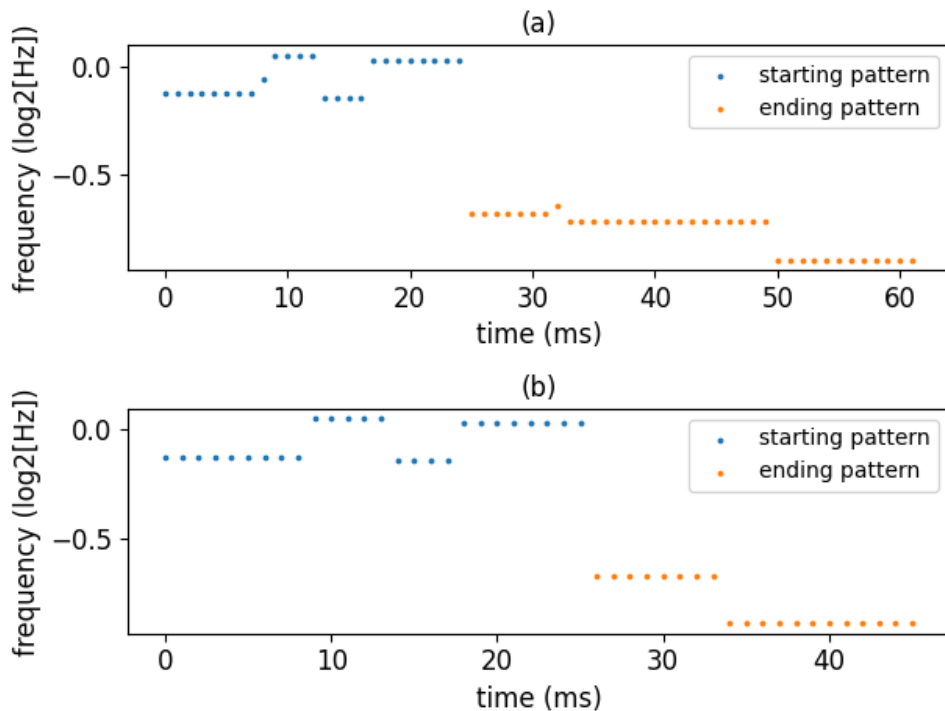 (a)
frequency (log2[Hz])
0.0
−0.5
starting pattern
ending pattern
0 10 20 30 40 50 60
time (ms)
(b)
frequency (log2[Hz])
0.0
−0.5
starting pattern
ending pattern
0 10 20 30 40
time (ms)